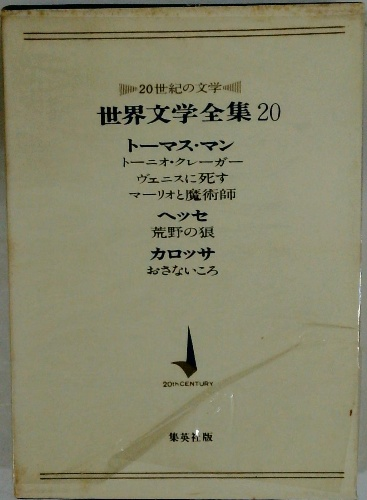 20世紀の文学
世界文学全集20
トーマス・マン
トーニオ・クレーガー
ヴェニスに死す
マーリオと魔術師
ヘッセ
荒野の狼
カロッサ
おさないころ
20th CENTURY
集英社版